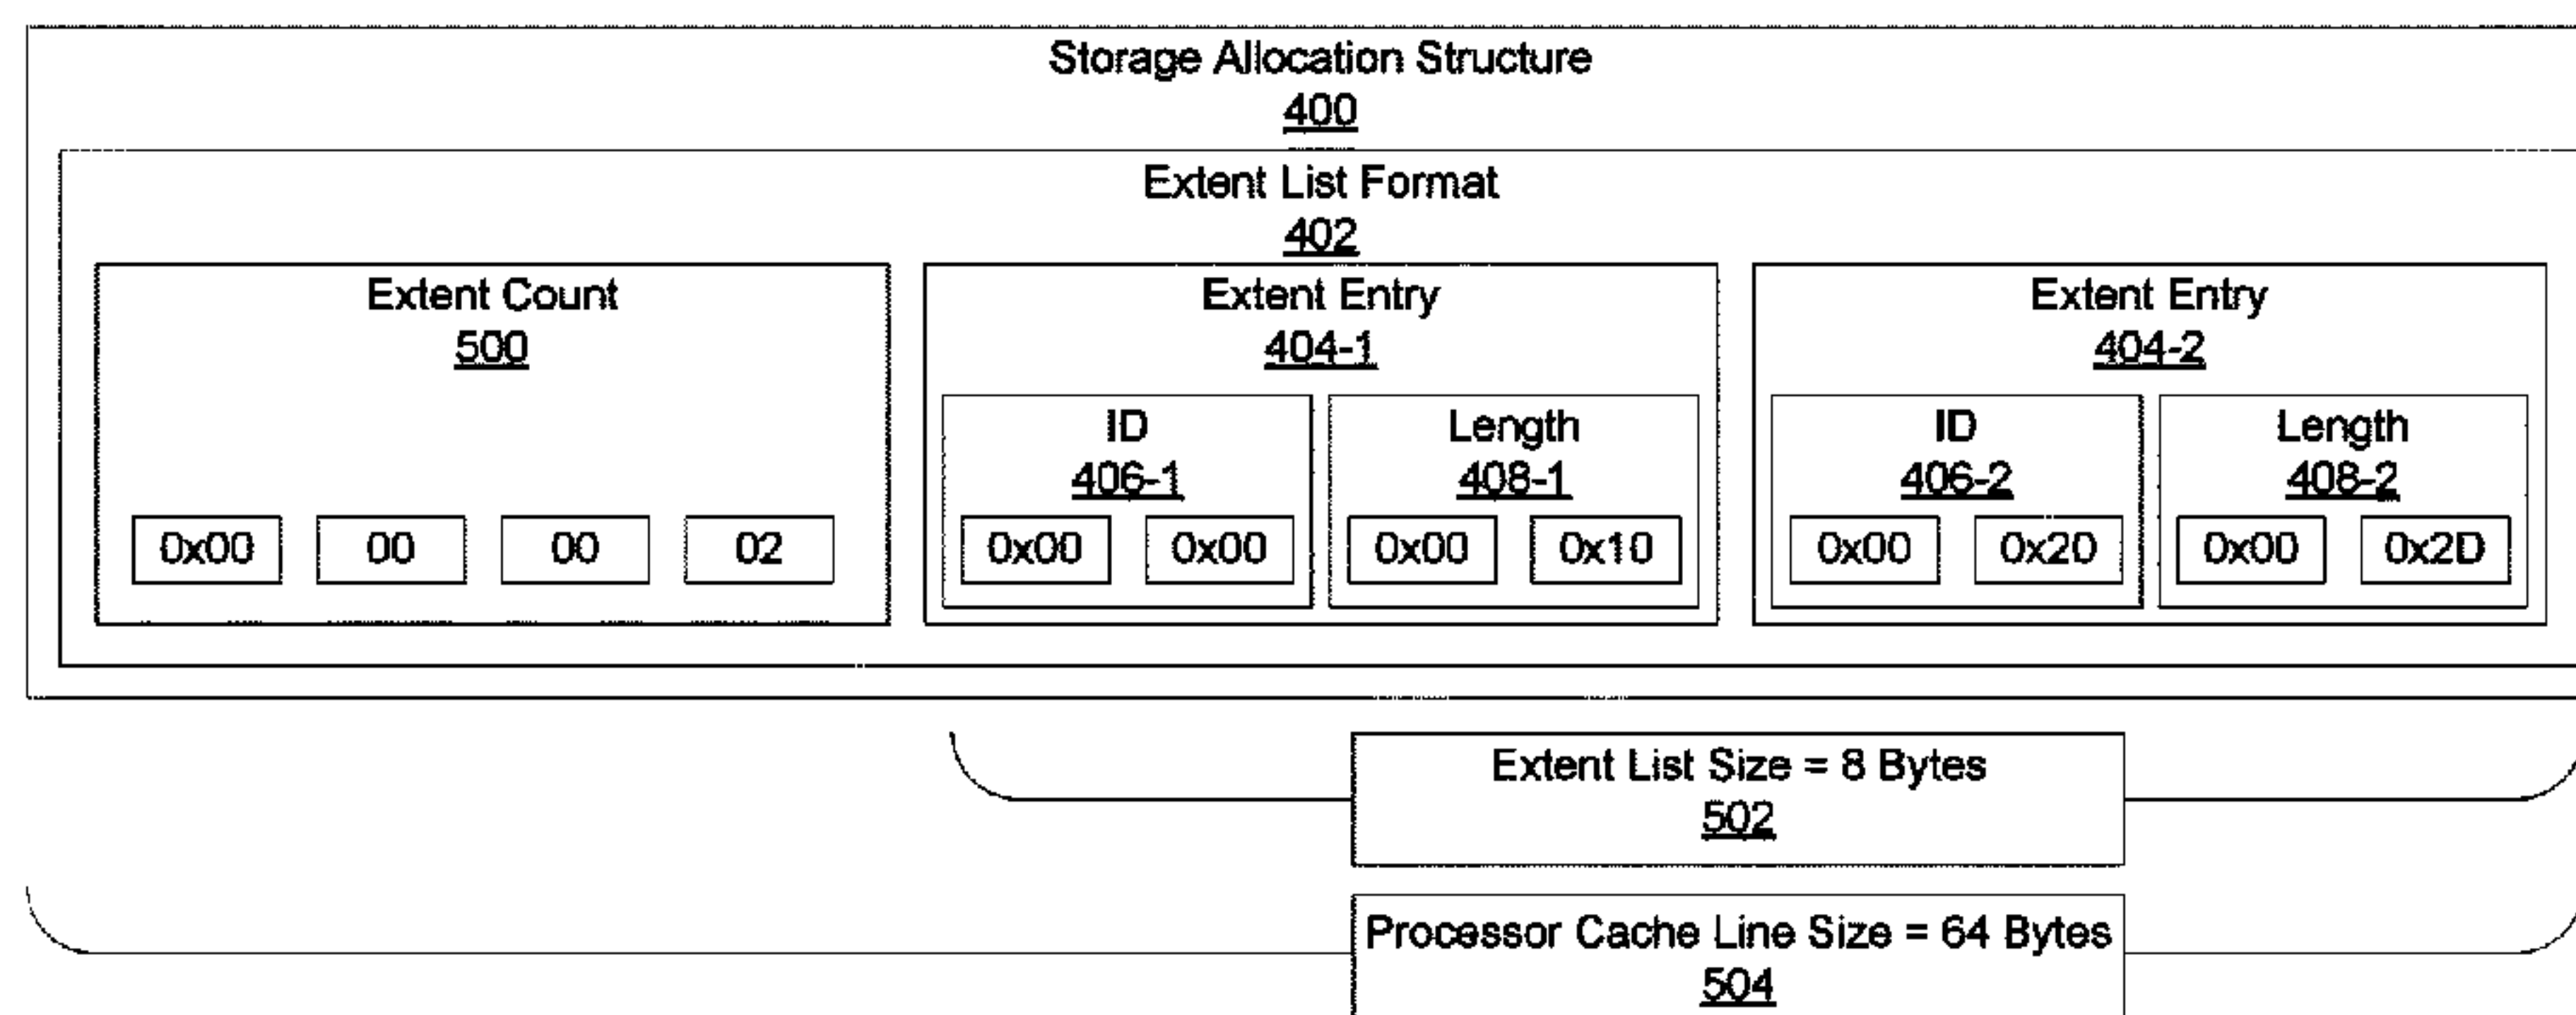 Storage Allocation Structure
400
Extent List Format
402
Extent Count
500
0x00 00 00 02
Extent Entry
404-1
ID
406-1
0x00 0x00
Length
408-1
0x00 0x10
Extent Entry
404-2
ID
406-2
0x00 0x20
Length
408-2
0x00 0x2D
Extent List Size = 8 Bytes
502
Processor Cache Line Size = 64 Bytes
504